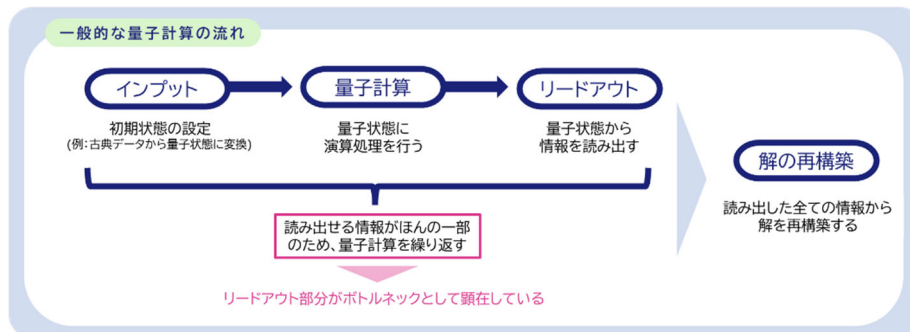 一般的な量子計算の流れ
インプット
量子計算
リードアウト
初期状態の設定
(例:古典データから量子状態に変換)
量子状態に
演算処理を行う
量子状態から
情報を読み出す
解の再構築
読み出した全ての情報から
解を再構築する
読み出せる情報がほんの一部
のため、量子計算を繰り返す
リードアウト部分がボトルネックとして顕在している